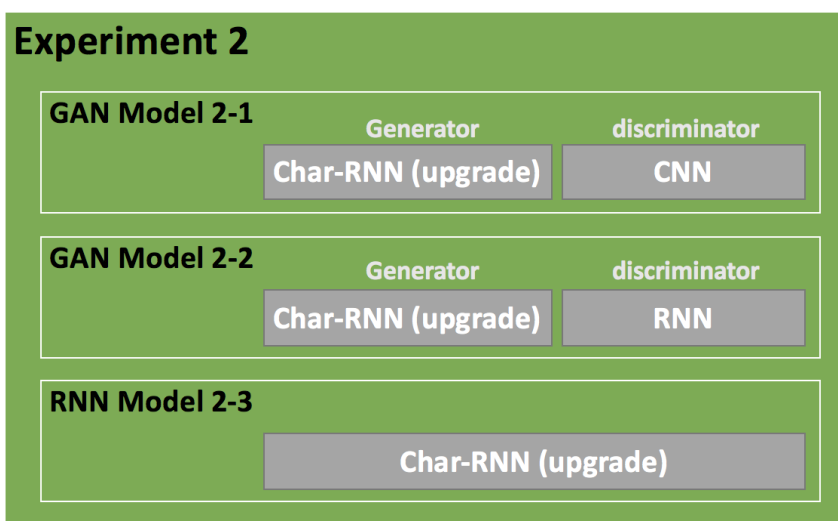 Experiment 2
GAN Model 2-1
Generator discriminator
Char-RNN (upgrade) CNN
GAN Model 2-2
Generator discriminator
Char-RNN (upgrade) RNN
RNN Model 2-3
Char-RNN (upgrade)